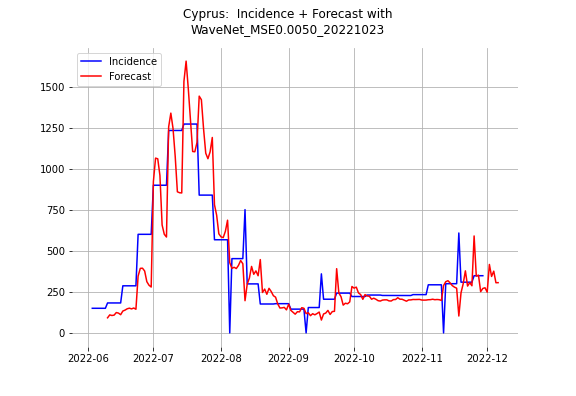 Cyprus:  Incidence + Forecast with
WaveNet_MSE0.0050_20221023
Incidence
Forecast
1500
1250
1000
750
500
250
0
2022-06 2022-07 2022-08 2022-09 2022-10 2022-11 2022-12